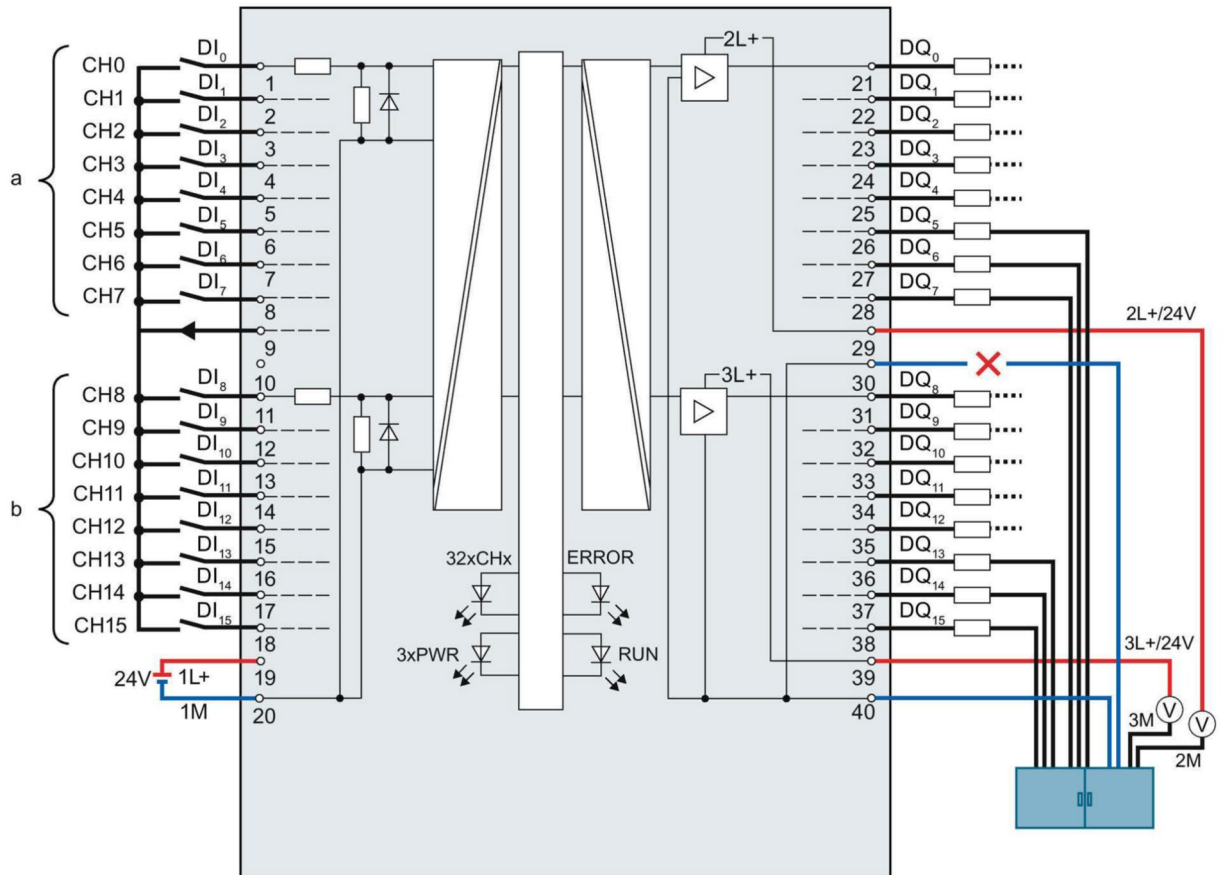 2L+
CH0 DI0 DQ0
1 21
CH1 DI1 DQ1
2 22
CH2 DI2 DQ2
3 23
CH3 DI3 DQ3
a
4 24
CH4 DI4 DQ4
5 25
CH5 DI5 DQ5
6 26
CH6 DI6 DQ6
7 27
CH7 DI7 DQ7
8 28
2L+/24V
9 29
3L+
CH8 DI8 DQ8
10 30
CH9 DI9 DQ9
11 31
CH10 DI10 DQ10
12 32
CH11 DI11 DQ11
13 33
b
CH12 DI12 DQ12
14 34
CH13 DI13 DQ13
15 35
32xCHx ERROR
CH14 DI14 DQ14
16 36
CH15 DI15 DQ15
17 37
18 38
3L+/24V
3xPWR RUN
24V 1L+
19 39
1M
20 40
V
3M
V
2M